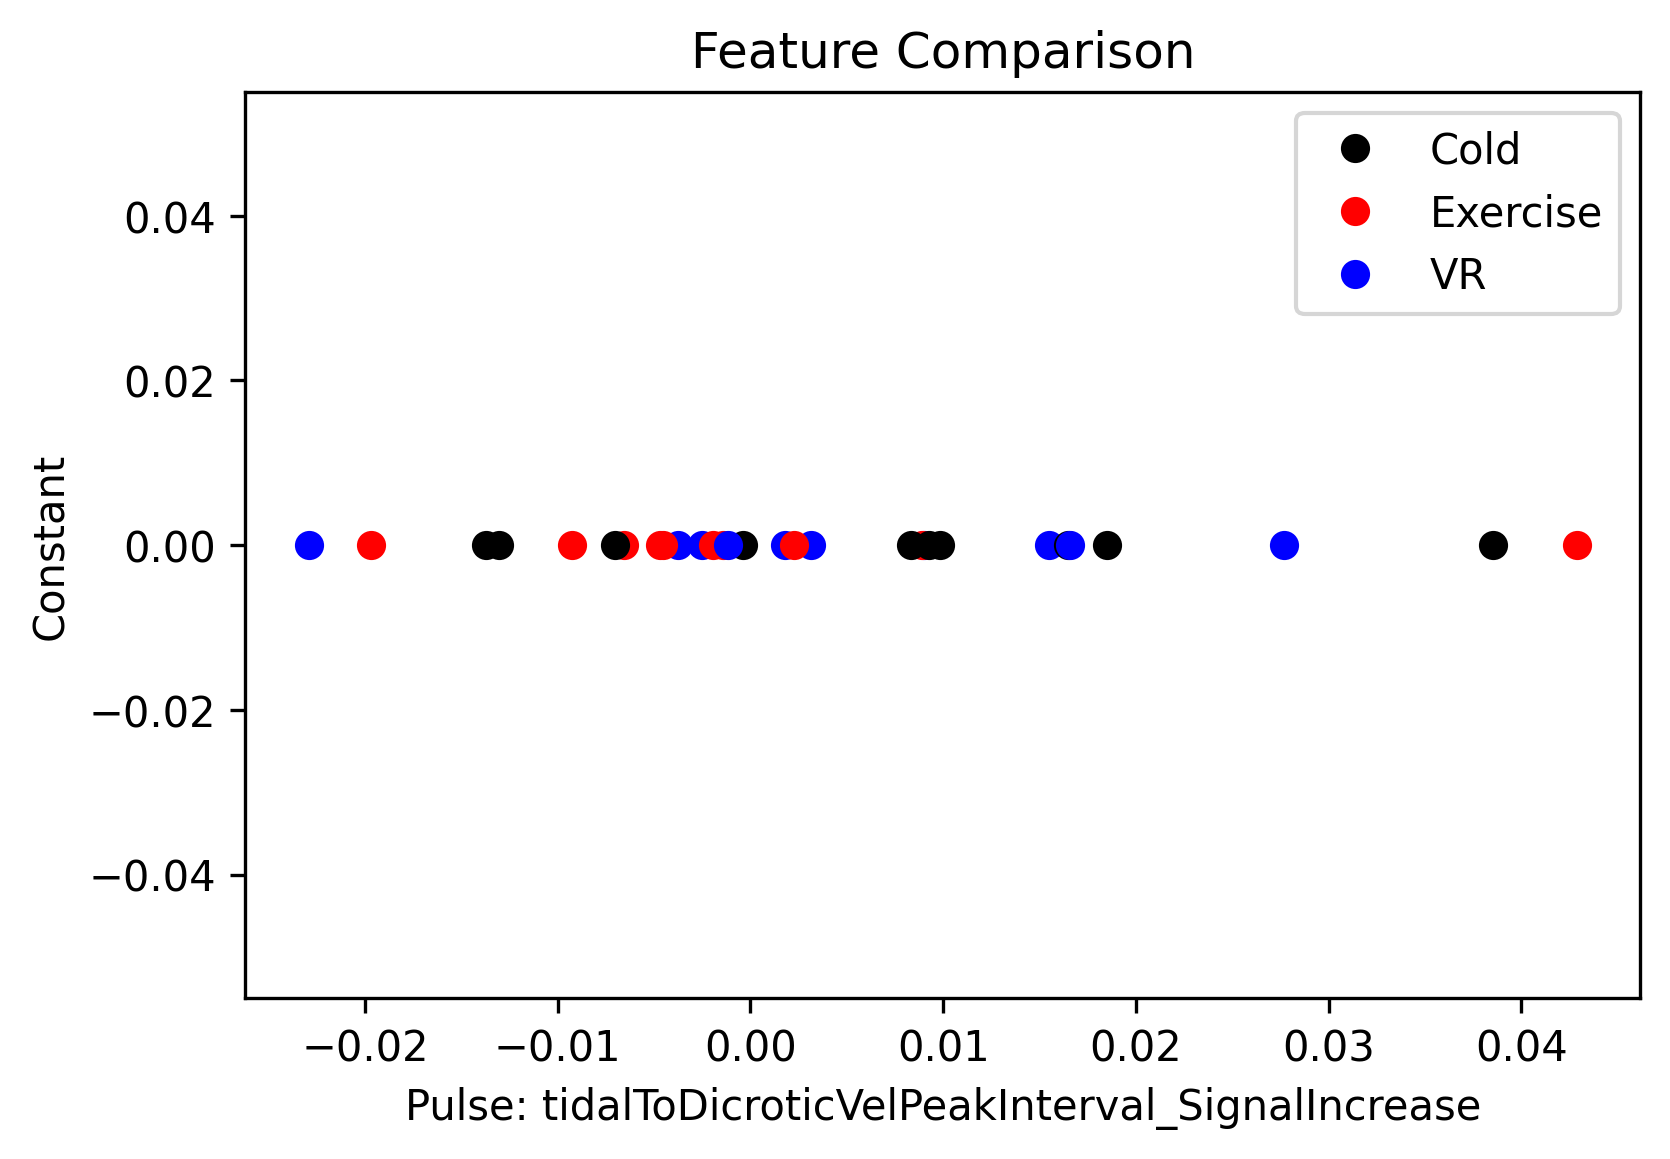 Feature Comparison
Cold
Exercise
VR
0.04
0.02
0.00
−0.02
−0.04
Constant
−0.02 −0.01 0.00 0.01 0.02 0.03 0.04
Pulse: tidalToDicroticVelPeakInterval_SignalIncrease